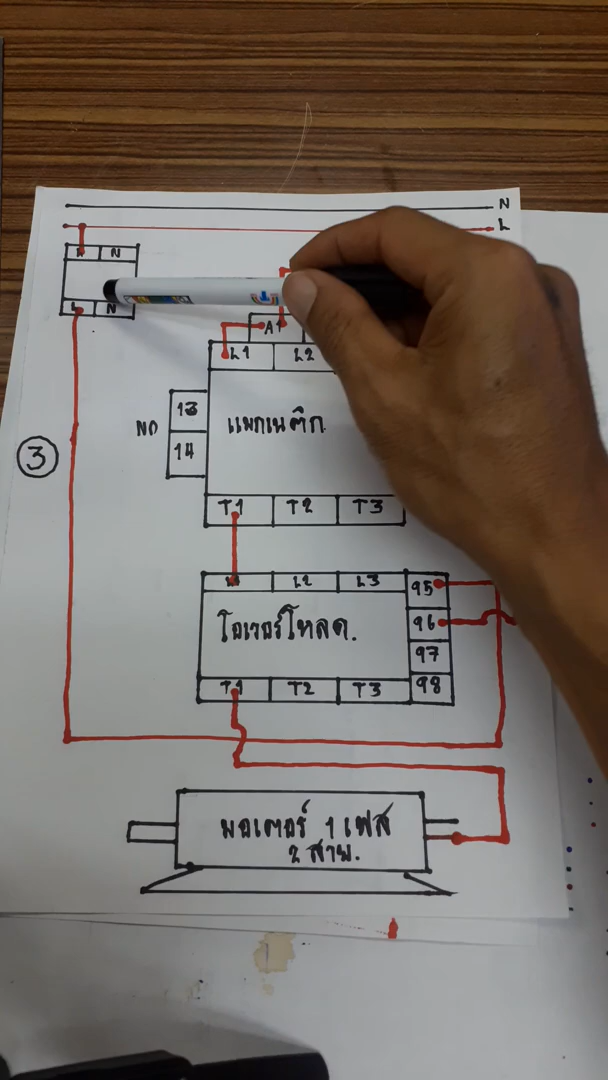 N
L
N N
L N
A1
L1 L2
13
NO
แมกเนติก
14
3
T1 T2 T3
L2 L3 95
96
โอเวอร์โหลด.
97
T1 T2 T3 98
มอเตอร์ 1 เฟส
2 สาย.